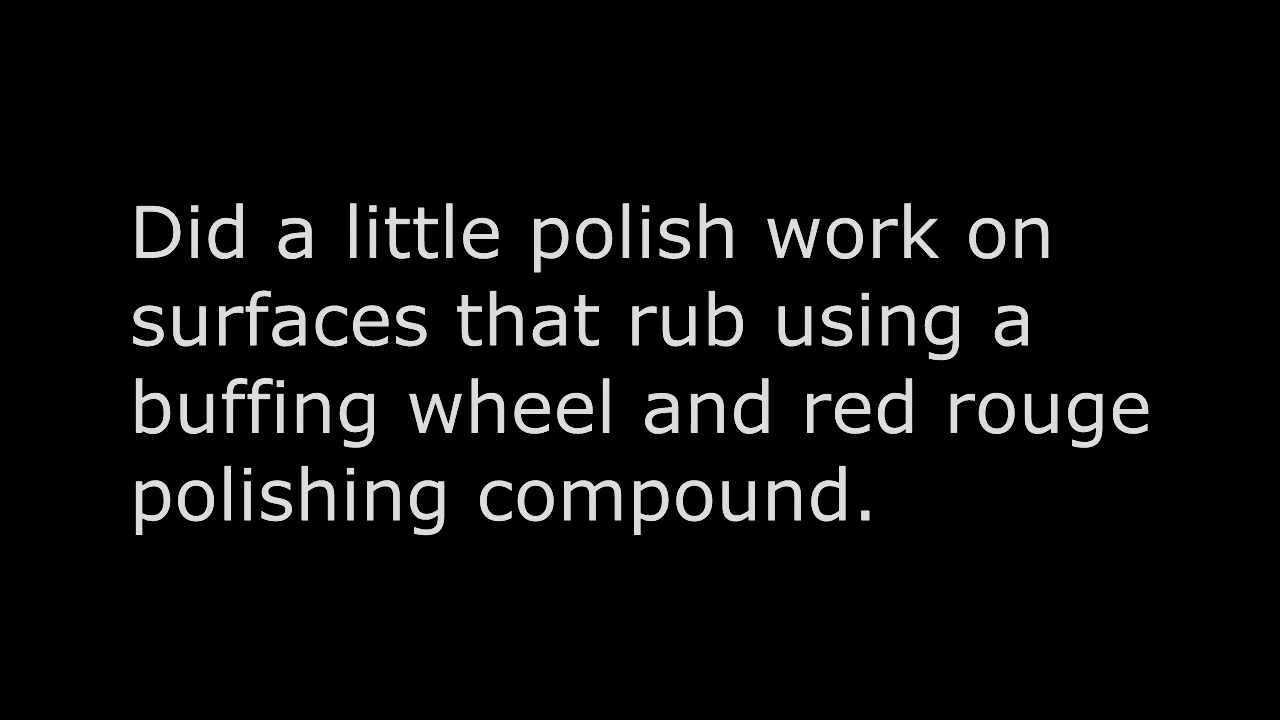 Did a little polish work on
surfaces that rub using a
buffing wheel and red rouge
polishing compound.